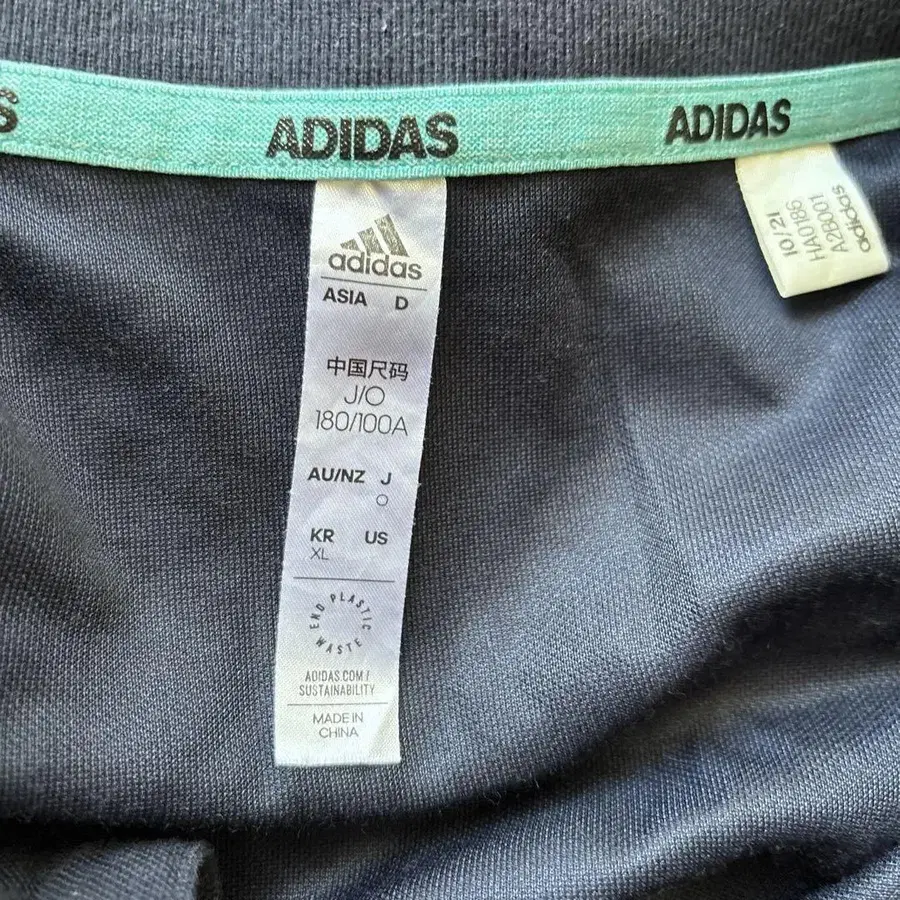 S
ADIDAS
ADIDAS
adidas
ASIA D
中国尺码
J/O
180/100A
AU/NZ J
O
KR US
XL
END PLASTIC WASTE
ADIDAS.COM/
SUSTAINABILITY
MADE IN
CHINA
10/21
HA0186
A2B001
adidas